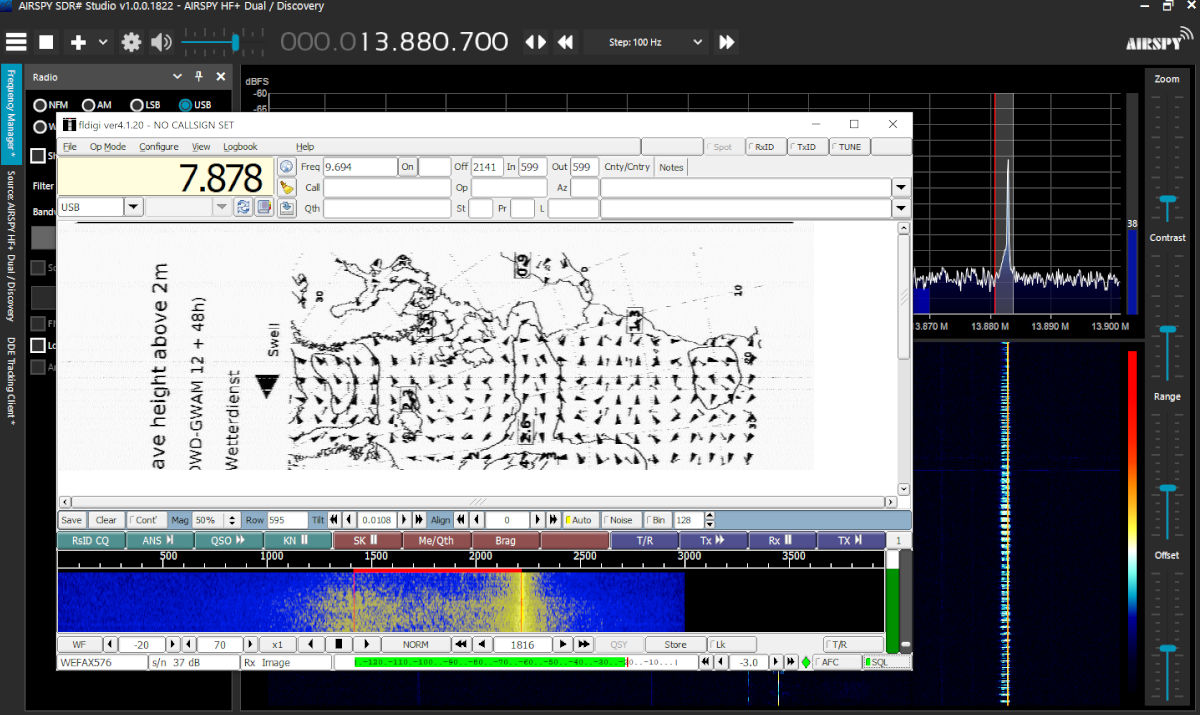 AIRSPY SDR# Studio v1.0.0.1822 - AIRSPY HF+ Dual / Discovery
000.013.880.700
Step: 100 Hz
AIRSPY
Frequency Manager *
Source: AIRSPY HF+ Dual / Discovery
DDE Tracking Client *
Radio
NFM AM LSB USB
Filter
dBFS
-60
-65
fldigi ver4.1.20 - NO CALLSIGN SET
File Op Mode Configure View Logbook Help
Spot RxID TxID TUNE
7.878
Freq 9.694 On Off 2141 In 599 Out 599 Cnty/Cntry Notes
Call Op Az
USB
Qth St Pr L
ave height above 2m
DWD-GWAM 12 + 48h)
Wetterdienst
Swell
30
0.9
0
1.3
10
20
2.6
30
Save Clear Cont' Mag 50% Row 595 Tilt 0.0108 Align 0 Auto Noise Bin 128
RsID CQ ANS QSO KN SK Me/Qth Brag T/R Tx Rx TX 1
500 1000 1500 2000 2500 3000 3500
WF -20 70 x1 NORM 1816 QSY Store Lk T/R
WEFAX576 s/n 37 dB Rx Image -120 -110 -100 -90 -80 -70 -60 -50 -40 -30 -20 -10 -3.0 AFC SQL
38
13.870 M 13.880 M 13.890 M 13.900 M
Zoom
Contrast
Range
Offset